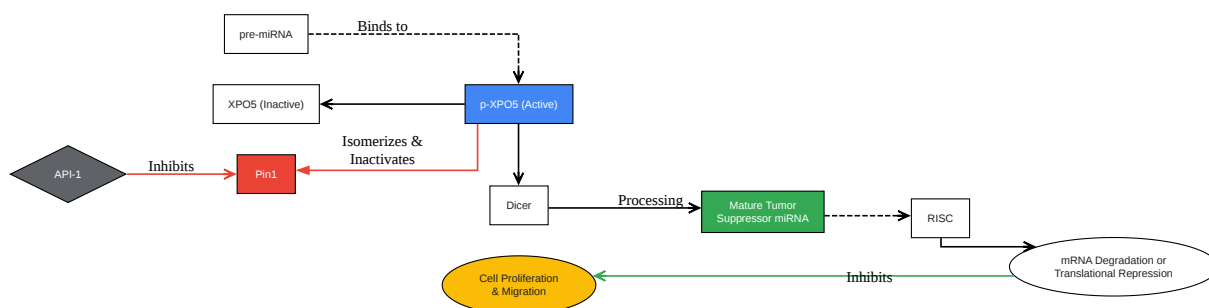 pre-miRNA
Binds to
XPO5 (Inactive)
p-XPO5 (Active)
Isomerizes &
Inactivates
API-1
Inhibits
Pin1
Dicer
Processing
Mature Tumor
Suppressor miRNA
RISC
mRNA Degradation or
Translational Repression
Inhibits
Cell Proliferation
& Migration